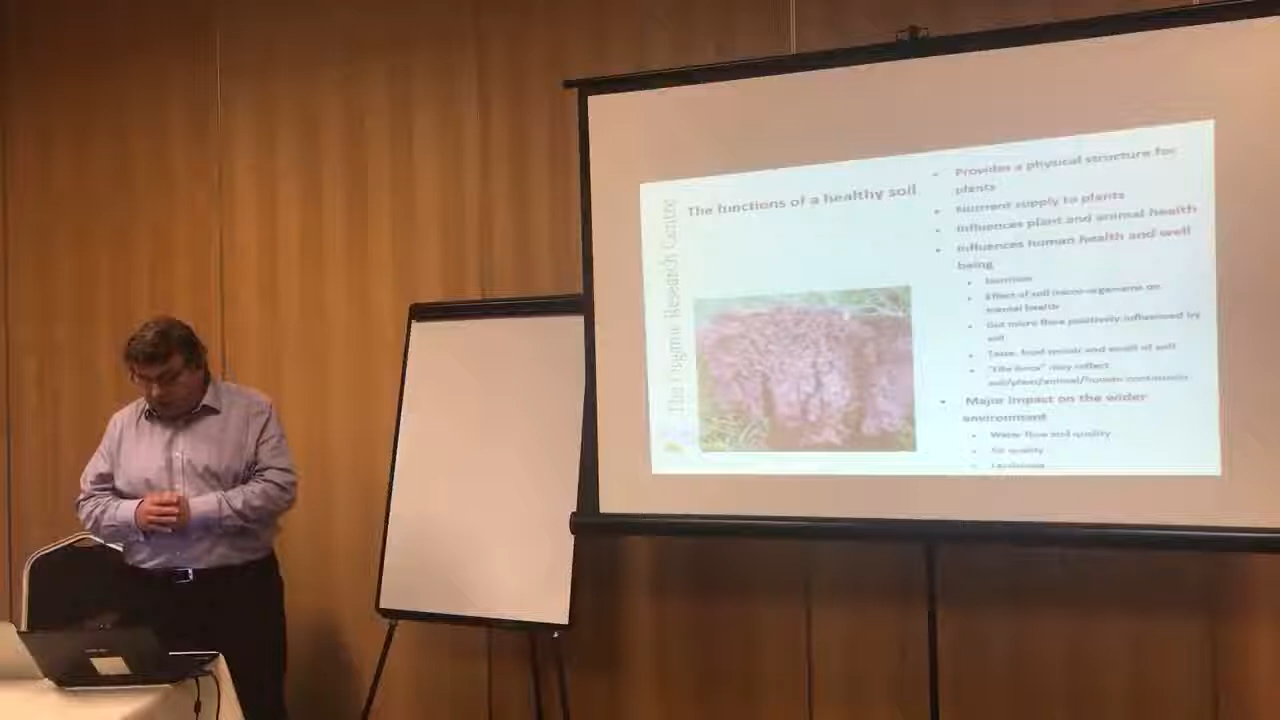 The Organic Research Centre
The functions of a healthy soil
Provides a physical structure for
plants
Nutrient supply to plants
Influences plant and animal health
Influences human health and well
being
Nutrition
Effect of soil micro-organisms on
mental health
Gut micro flora positively influenced by
soil
Taste, food and smell of soil
"Life force" may reflect
soil/plant/animal/human continuum
Major impact on the wider
environment
Water flow and quality
Air quality
Landscape